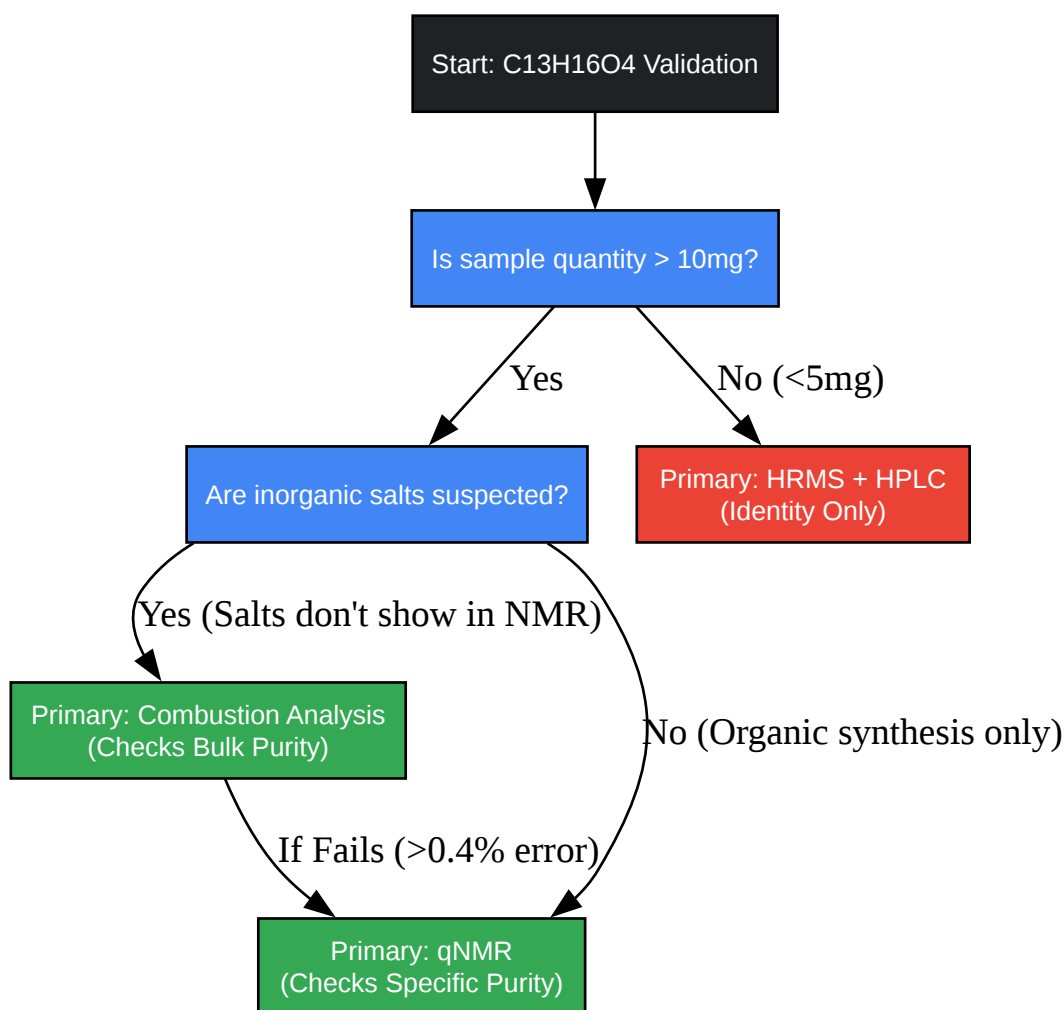 Start: C13H16O4 Validation
Is sample quantity > 10mg?
Yes
No (<5mg)
Are inorganic salts suspected?
Primary: HRMS + HPLC
(Identity Only)
Yes (Salts don't show in NMR)
Primary: Combustion Analysis
(Checks Bulk Purity)
No (Organic synthesis only)
If Fails (>0.4% error)
Primary: qNMR
(Checks Specific Purity)